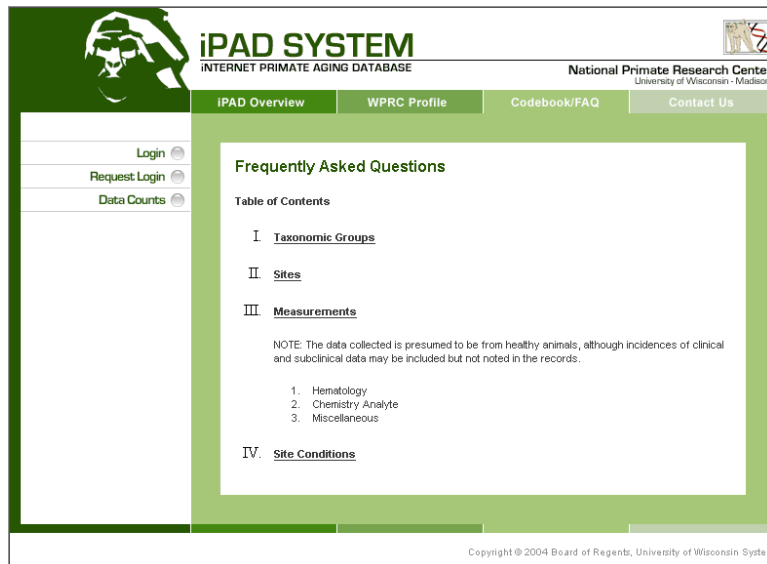 iPAD SYSTEM
INTERNET PRIMATE AGING DATABASE
National Primate Research Cente
University of Wisconsin - Madiso
iPAD Overview WPRC Profile Codebook/FAQ Contact Us
Login
Request Login
Data Counts
Frequently Asked Questions
Table of Contents
I. Taxonomic Groups
II. Sites
III. Measurements
NOTE: The data collected is presumed to be from healthy animals, although incidences of clinical
and subclinical data may be included but not noted in the records.
1. Hematology
2. Chemistry Analyte
3. Miscellaneous
IV. Site Conditions
Copyright © 2004 Board of Regents, University of Wisconsin Syste